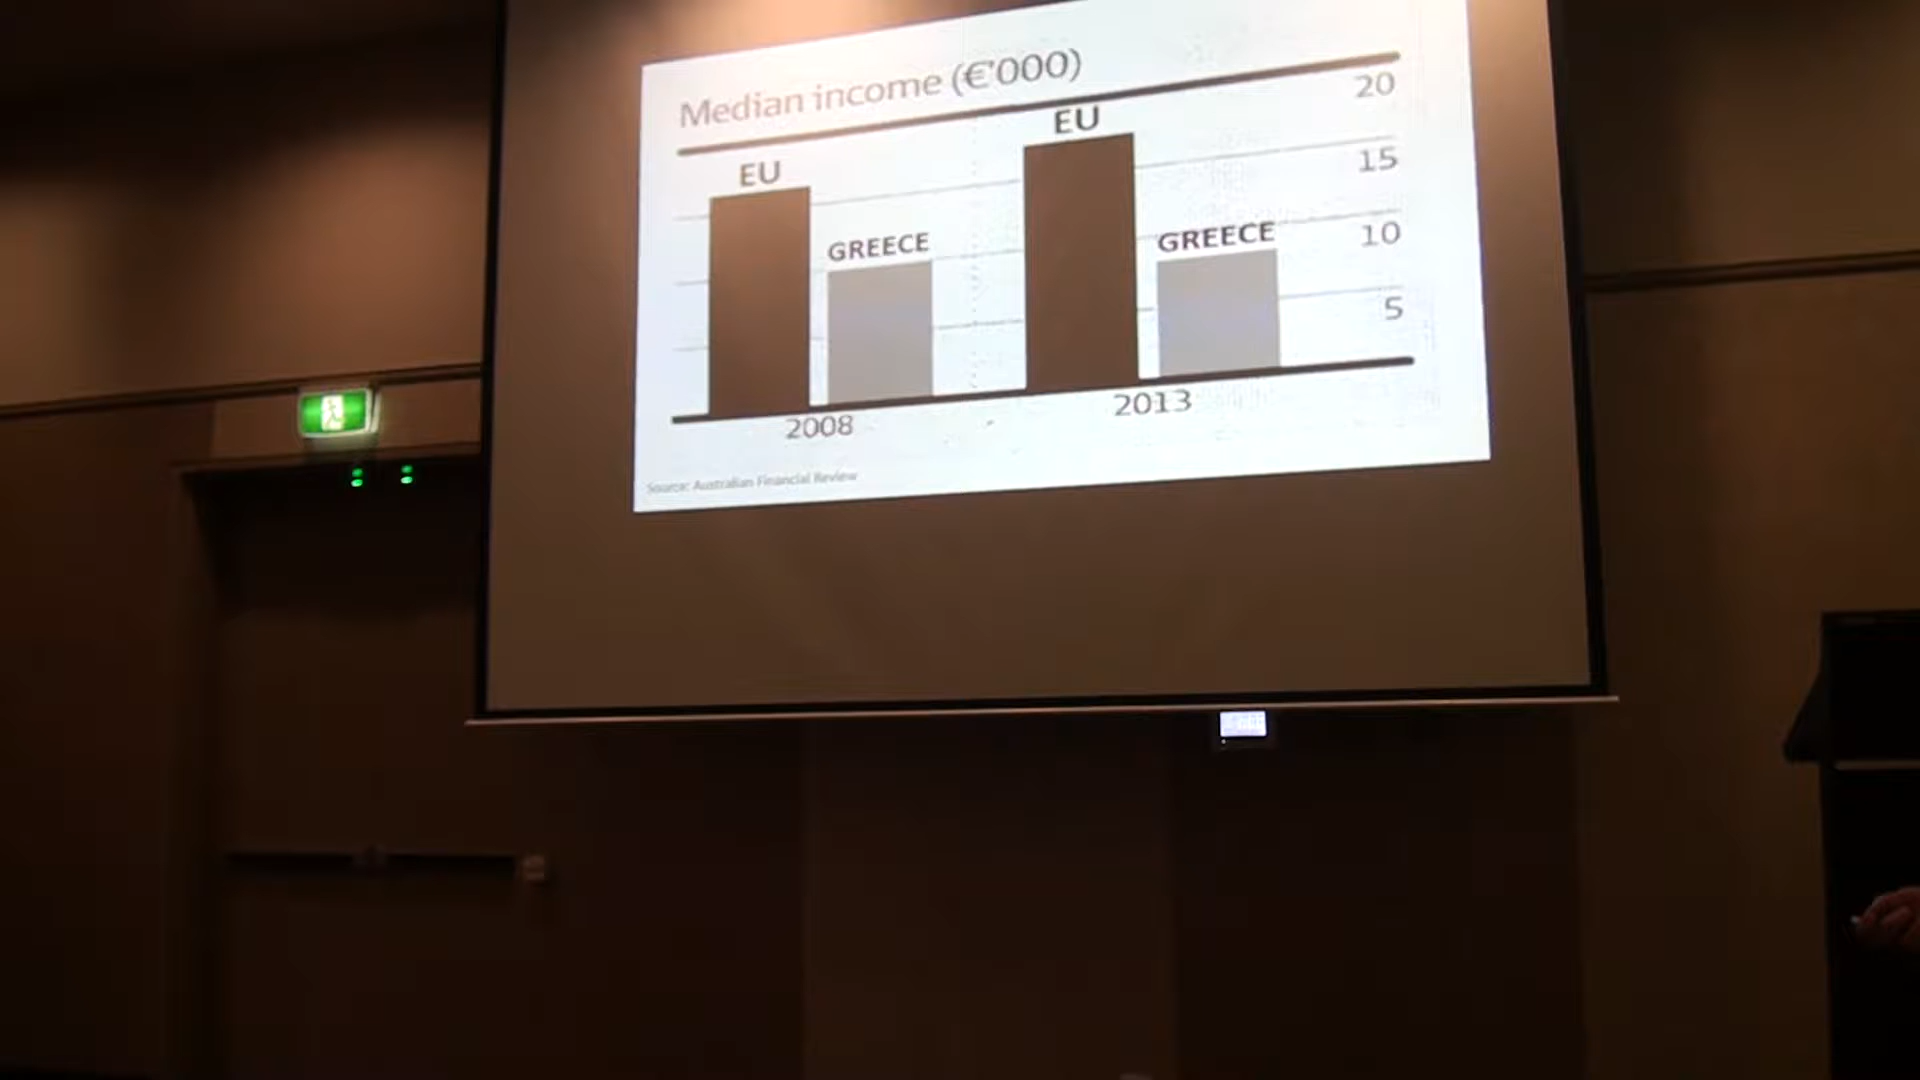 Median income (€'000)
20
EU
EU
15
GREECE
GREECE
10
5
2008
2013
Source: Australian Financial Review